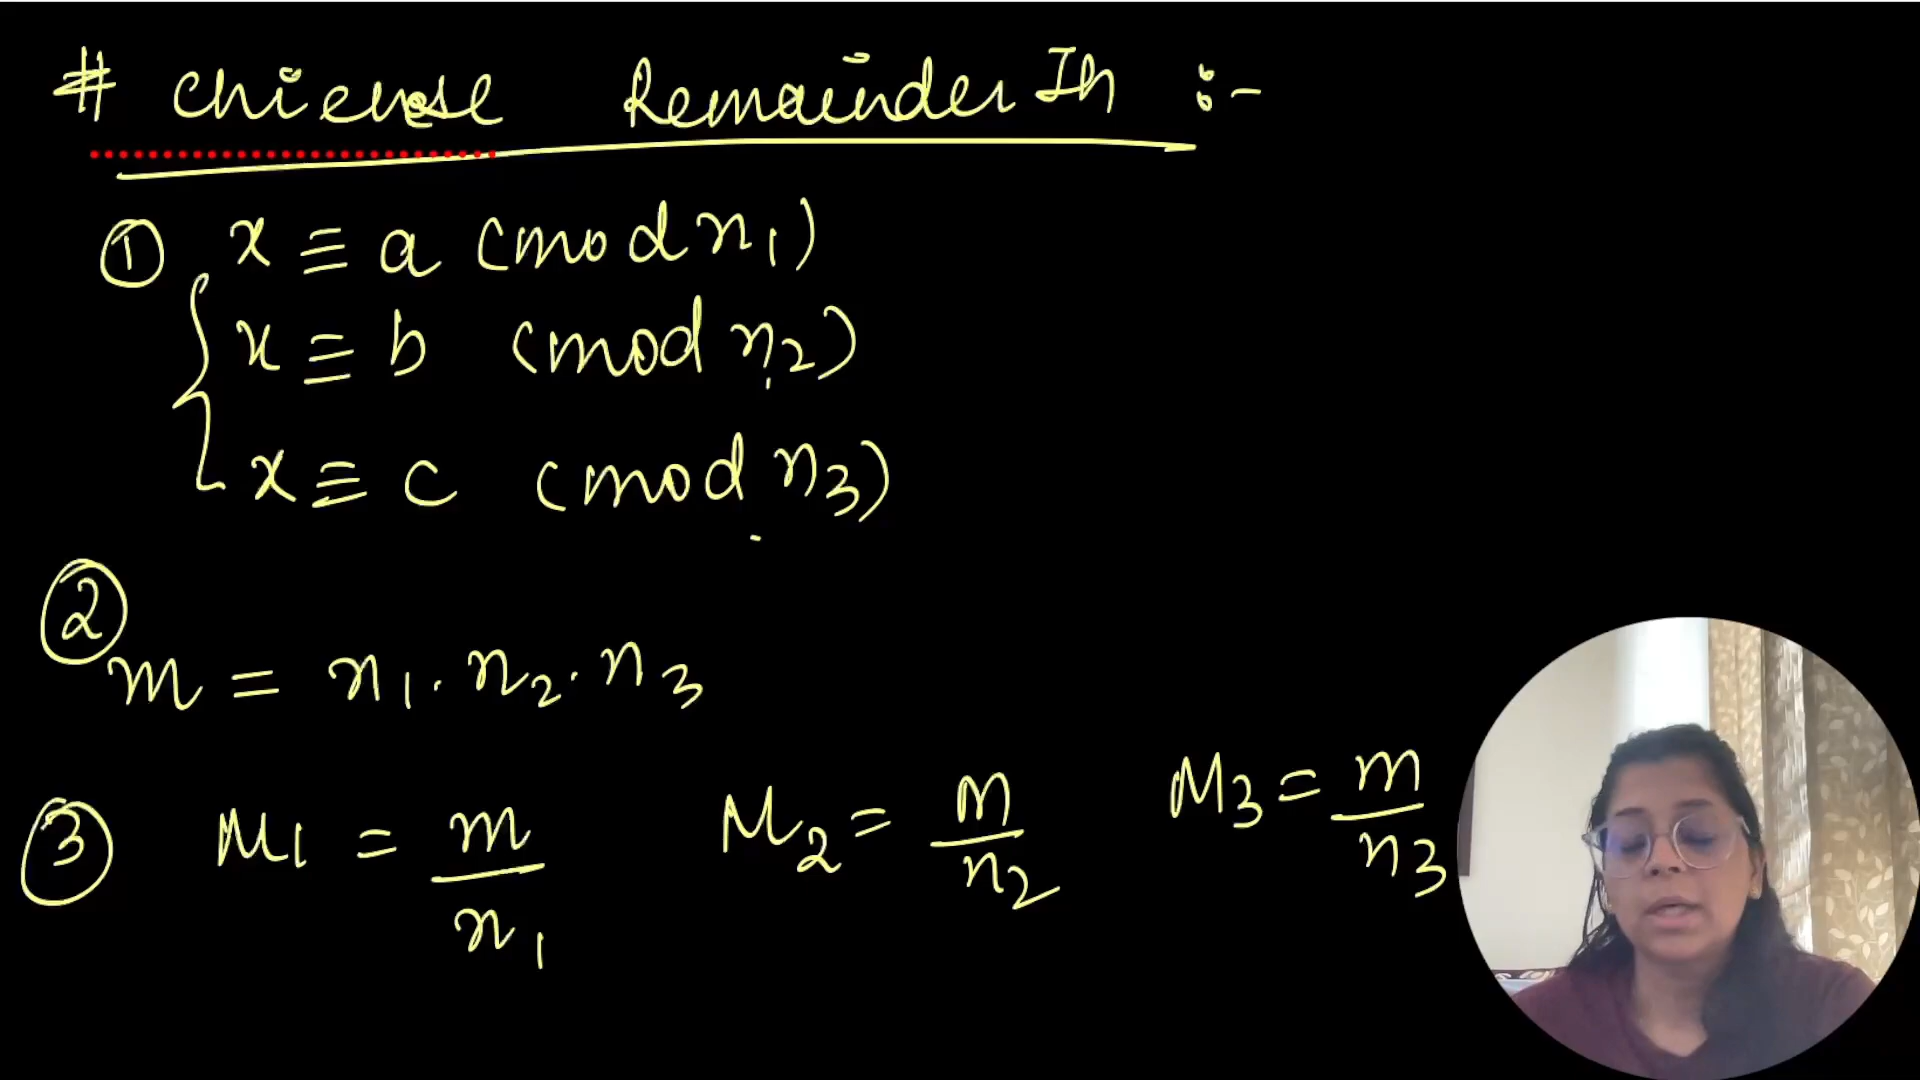 # Chienese Remainder Th :-
① x ≡ a (mod n₁)
x ≡ b (mod n₂)
x ≡ c (mod n₃)
②
m = n₁ . n₂ . n₃
③ M₁ = m/n₁ M₂ = m/n₂ M₃ = m/n₃